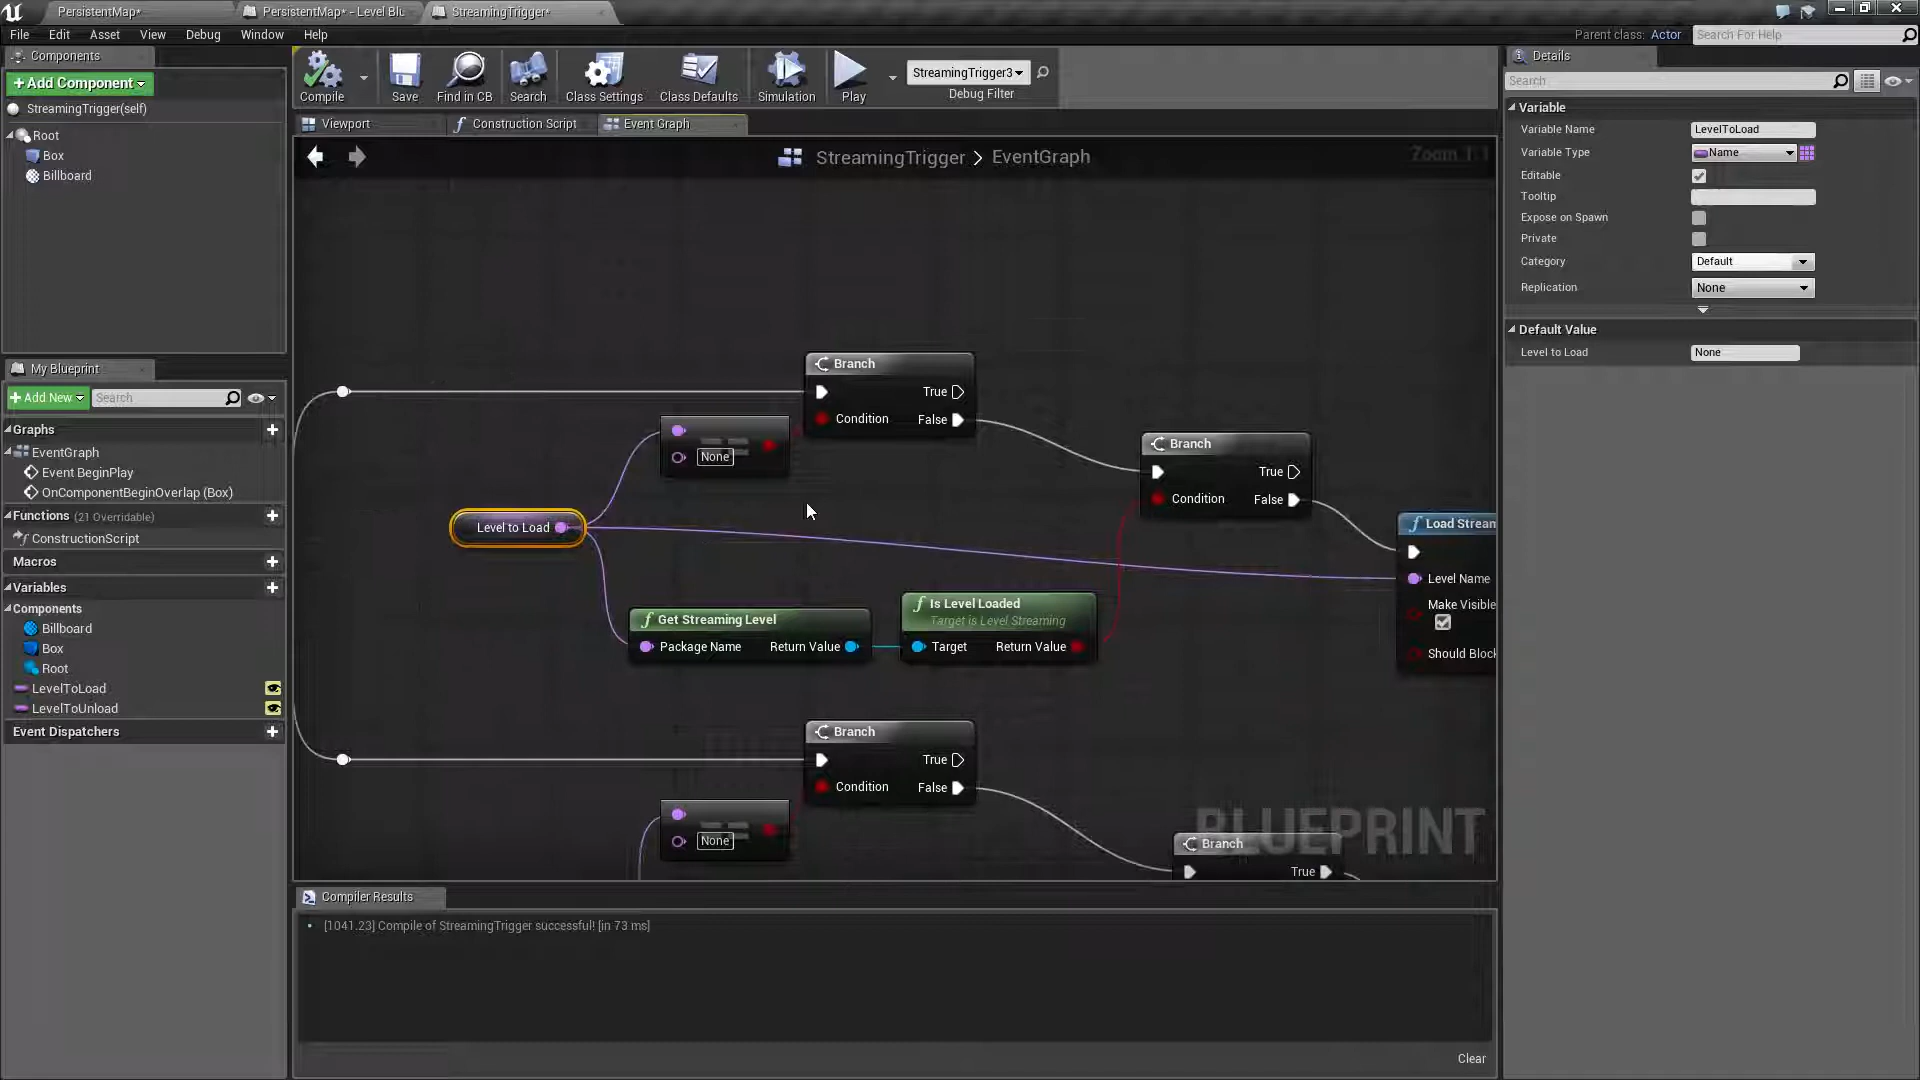 PersistentMap*
PersistentMap* - Level Blu
StreamingTrigger*
File Edit Asset View Debug Window Help
Parent class: Actor
Search For Help
Components
+Add Component
StreamingTrigger(self)
Root
Box
Billboard
Compile
Save
Find in CB
Search
Class Settings
Class Defaults
Simulation
Play
StreamingTrigger3
Debug Filter
Viewport
Construction Script
Event Graph
StreamingTrigger > EventGraph
Zoom 1:1
Branch
True
Condition
False
None
Level to Load
Branch
True
Condition
False
Load Stream
Level Name
Make Visible
Should Block
Get Streaming Level
Package Name Return Value
Is Level Loaded
Target is Level Streaming
Target Return Value
Branch
True
Condition
False
None
Branch
True
BLUEPRINT
My Blueprint
+Add New
Search
Graphs
EventGraph
Event BeginPlay
OnComponentBeginOverlap (Box)
Functions (21 Overridable)
ConstructionScript
Macros
Variables
Components
Billboard
Box
Root
LevelToLoad
LevelToUnload
Event Dispatchers
Compiler Results
[1041.23] Compile of StreamingTrigger successful! [in 73 ms]
Clear
Details
Search
Variable
Variable Name LevelToLoad
Variable Type Name
Editable
Tooltip
Expose on Spawn
Private
Category Default
Replication None
Default Value
Level to Load None